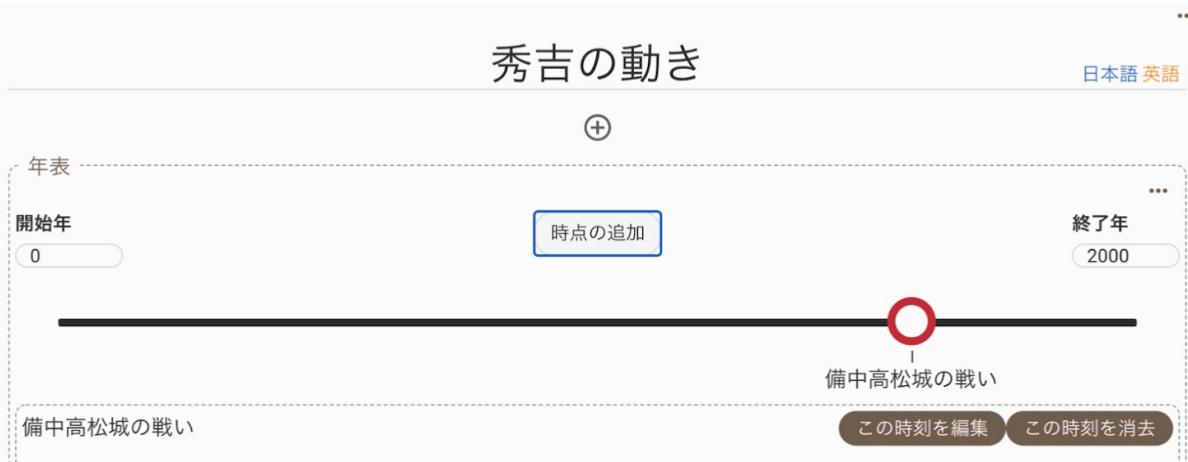 秀吉の動き
日本語 英語
年表
開始年
時点の追加
終了年
0
2000
備中高松城の戦い
備中高松城の戦い
この時刻を編集
この時刻を消去